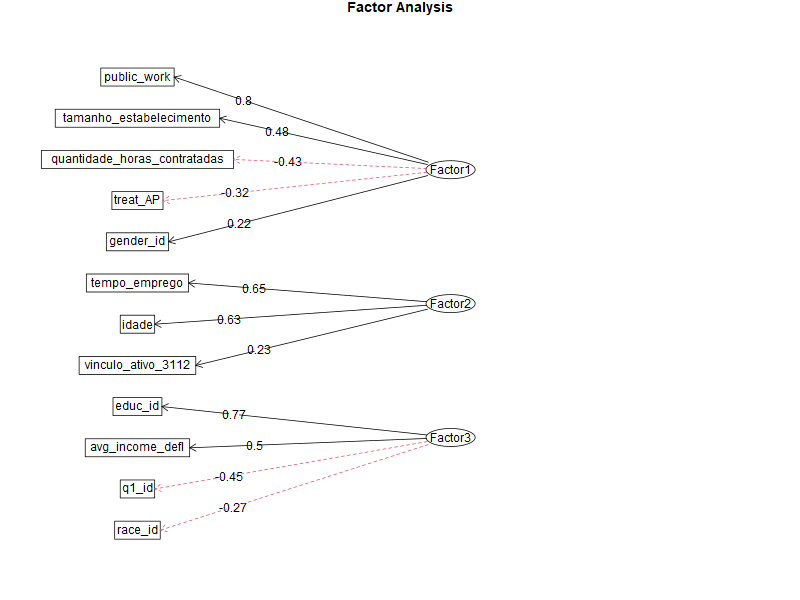 Factor Analysis
public_work
0.8
tamanho_estabelecimento
0.48
quantidade_horas_contratadas
-0.43
Factor1
treat_AP
-0.32
0.22
gender_id
tempo_emprego
0.65
Factor2
idade
0.63
0.23
vinculo_ativo_3112
educ_id
0.77
Factor3
avg_income_defl
0.5
-0.45
q1_id
-0.27
race_id